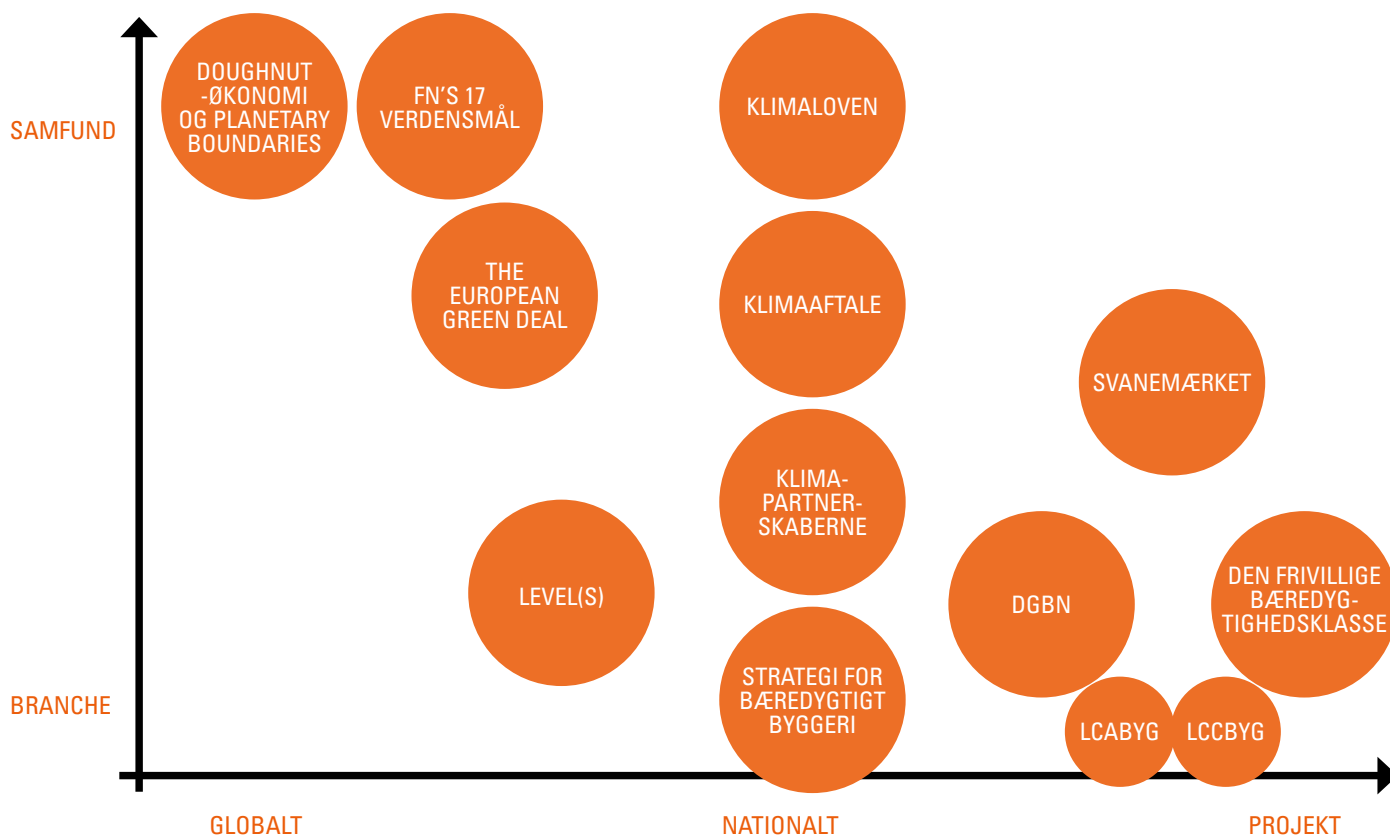 SAMFUND
DOUGHNUT
-ØKONOMI
OG PLANETARY
BOUNDARIES
FN'S 17
VERDENSMÅL
KLIMALOVEN
THE
EUROPEAN
GREEN DEAL
KLIMAAFTALE
SVANEMÆRKET
KLIMA-
PARTNER-
SKABERNE
LEVEL(S)
DGBN
DEN FRIVILLIGE
BÆREDYG-
TIGHEDSKLASSE
BRANCHE
STRATEGI FOR
BÆREDYGTIGT
BYGGERI
LCABYG
LCCBYG
GLOBALT
NATIONALT
PROJEKT